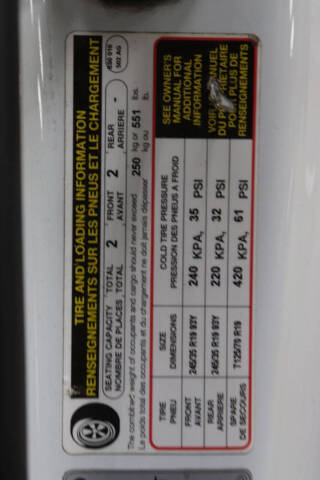 TIRE AND LOADING INFORMATION
RENSEIGNEMENTS SUR LES PNEUS ET LE CHARGEMENT
502 AG
SEATING CAPACITY TOTAL 2 FRONT 2 REAR -
NOMBRE DE PLACES TOTAL AVANT ARRIERE
The combined weight of occupants and cargo should never exceed 250 kg or 551 lbs.
Le poids total des occupants et du chargement ne doit jamais dépasser kg ou lb.
TIRE SIZE COLD TIRE PRESSURE
PNEU DIMENSIONS PRESSION DES PNEUS A FROID
FRONT
AVANT 245/35 R19 93Y 240 KPA, 35 PSI
REAR
ARRIERE 245/35 R19 93Y 220 KPA, 32 PSI
SPARE
DE SECOURS T125/70 R19 420 KPA, 61 PSI
SEE OWNER'S
MANUAL FOR
ADDITIONAL
INFORMATION
VOIR MANUEL
DU PROPRIETAIRE
POUR PLUS DE
RENSEIGNEMENTS